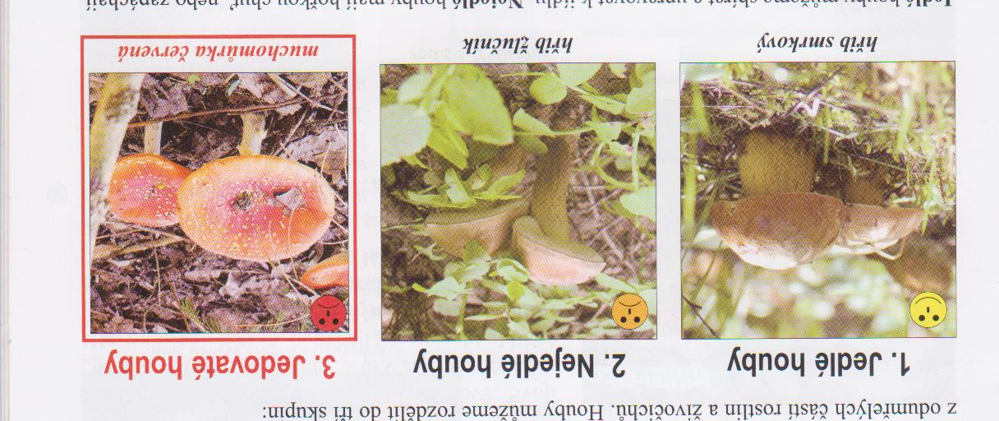 z odumřelých částí rostlin a živočichů. Houby můžeme rozdělit do tří skupin:
1. Jedlé houby
2. Nejedlé houby
3. Jedovaté houby
hřib smrkový
hřib žlučník
muchomůrka červená
Jedlé houby můžeme sbírat a upravovat k jídlu. Nejedlé houby mají hořkou chuť, nebo zapáchají